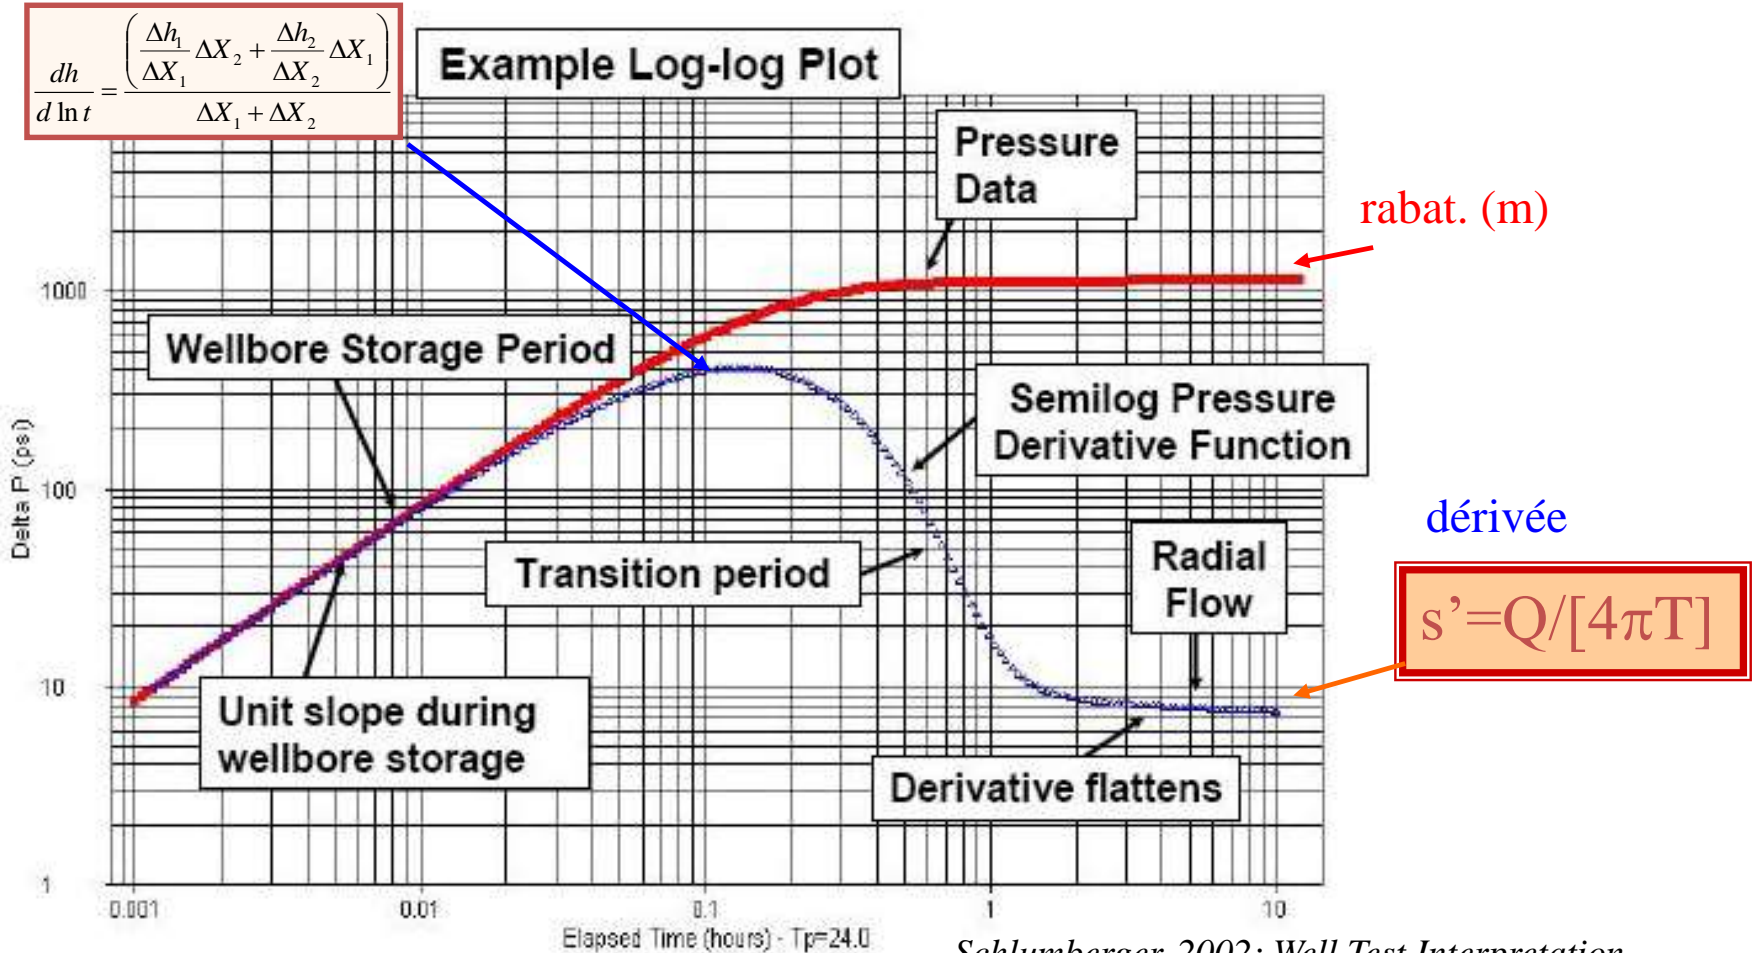 dh / d ln t = ( Δh₁/ΔX₁ ΔX₂ + Δh₂/ΔX₂ ΔX₁ ) / ( ΔX₁ + ΔX₂ )
Example Log-log Plot
Pressure
Data
rabat. (m)
1000
Wellbore Storage Period
Semilog Pressure
Derivative Function
100
Delta P (psi)
dérivée
Transition period
Radial
Flow
s’=Q/[4πT]
10
Unit slope during
wellbore storage
Derivative flattens
1
0.001
0.01
0.1
1
10
Elapsed Time (hours) - Tp=24.0
Schlumberger, 2002: Well Test Interpretation